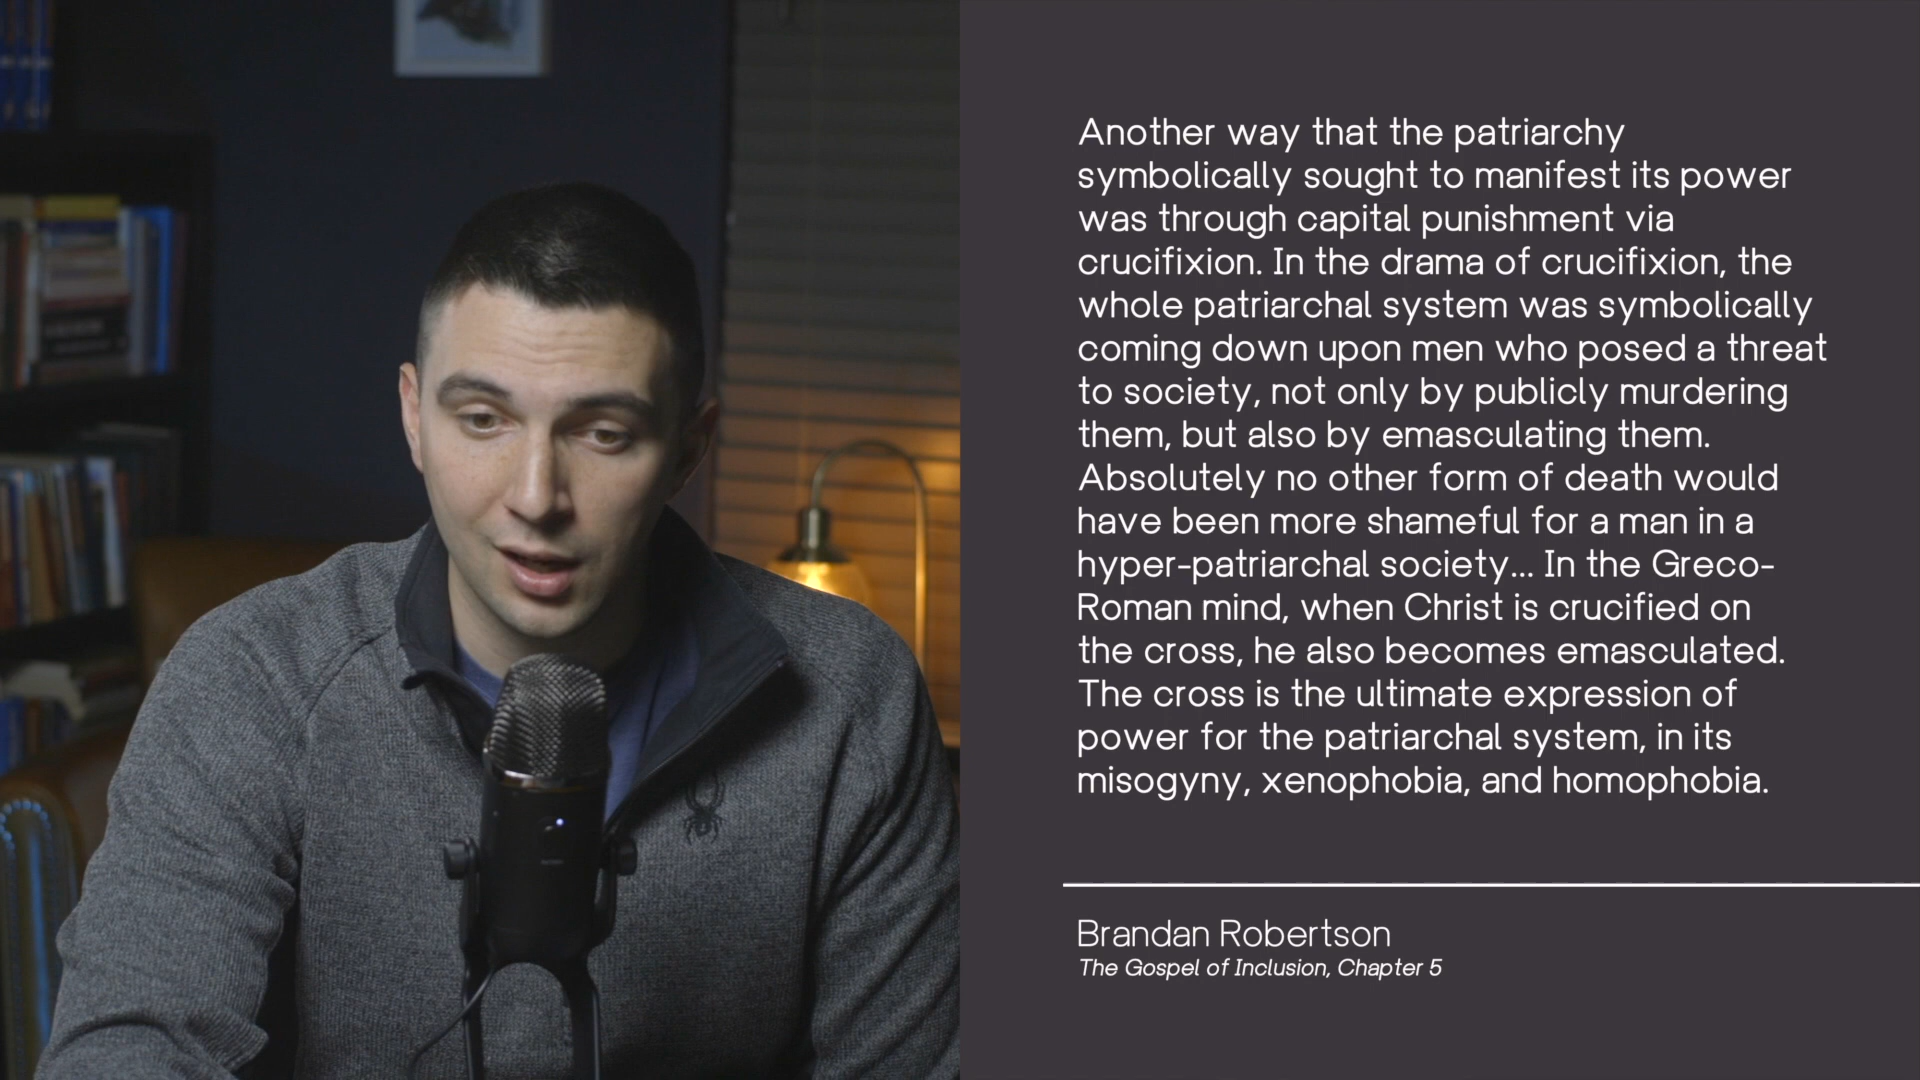 Another way that the patriarchy
symbolically sought to manifest its power
was through capital punishment via
crucifixion. In the drama of crucifixion, the
whole patriarchal system was symbolically
coming down upon men who posed a threat
to society, not only by publicly murdering
them, but also by emasculating them.
Absolutely no other form of death would
have been more shameful for a man in a
hyper-patriarchal society... In the Greco-
Roman mind, when Christ is crucified on
the cross, he also becomes emasculated.
The cross is the ultimate expression of
power for the patriarchal system, in its
misogyny, xenophobia, and homophobia.
Brandan Robertson
The Gospel of Inclusion, Chapter 5